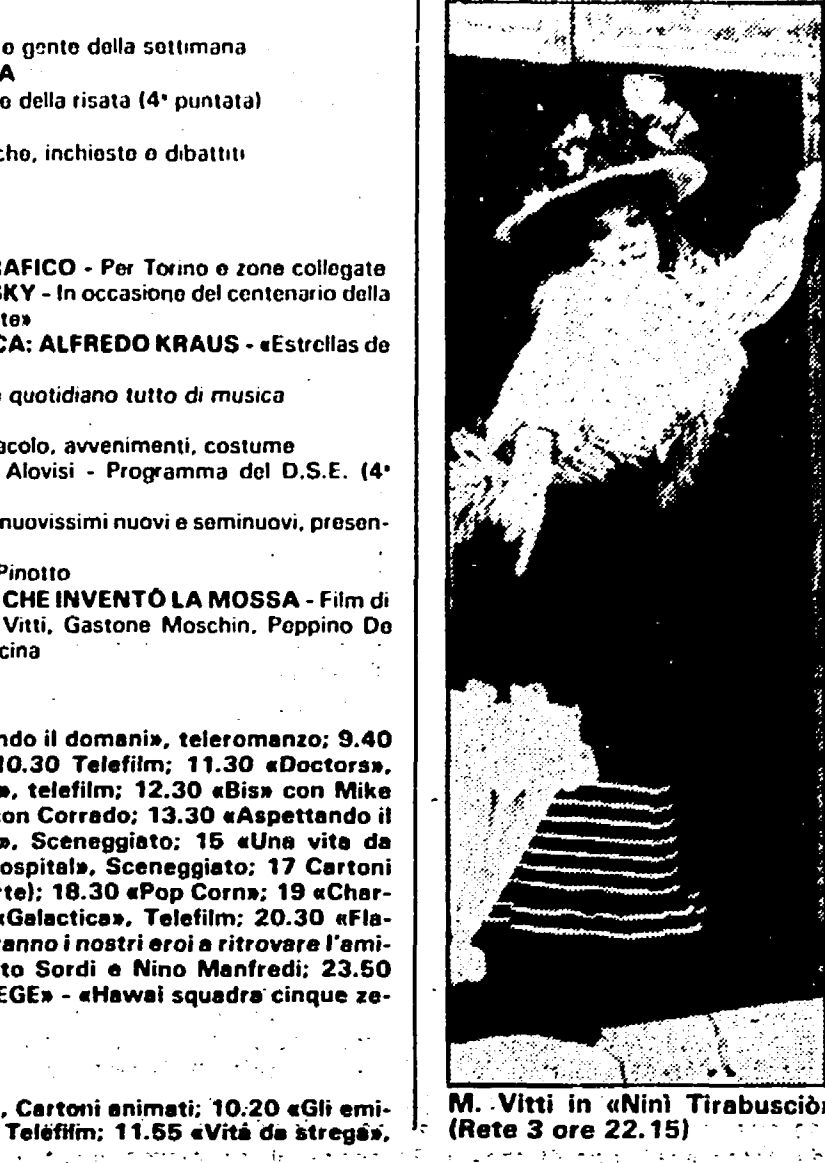 o gente della settimana
A
o della risata (4ª puntata)
che, inchieste e dibattiti
RAFICO - Per Torino e zone collegate
SKY - In occasione del centenario della
te»
CA: ALFREDO KRAUS - «Estrellas de
quotidiano tutto di musica
acolo, avvenimenti, costume
Alovisi - Programma del D.S.E. (4ª
nuovissimi nuovi e seminuovi, presen-
Pinotto
CHE INVENTÒ LA MOSSA - Film di
Vitti, Gastone Moschin, Peppino De
cina
ndo il domani», teleromanzo; 9.40
10.30 Telefilm; 11.30 «Doctors»,
», telefilm; 12.30 «Bis» con Mike
con Corrado; 13.30 «Aspettando il
», Sceneggiato; 15 «Una vita da
ospital», Sceneggiato; 17 Cartoni
rte); 18.30 «Pop Corn»; 19 «Char-
«Galactica», Telefilm; 20.30 «Fla-
ranno i nostri eroi a ritrovare l'ami-
to Sordi e Nino Manfredi; 23.50
EGE» - «Hawai squadra cinque ze-
, Cartoni animati; 10.20 «Gli emi-
Telefilm; 11.55 «Vita da strega»,
M. Vitti in «Ninì Tirabusciò»
(Rete 3 ore 22.15)